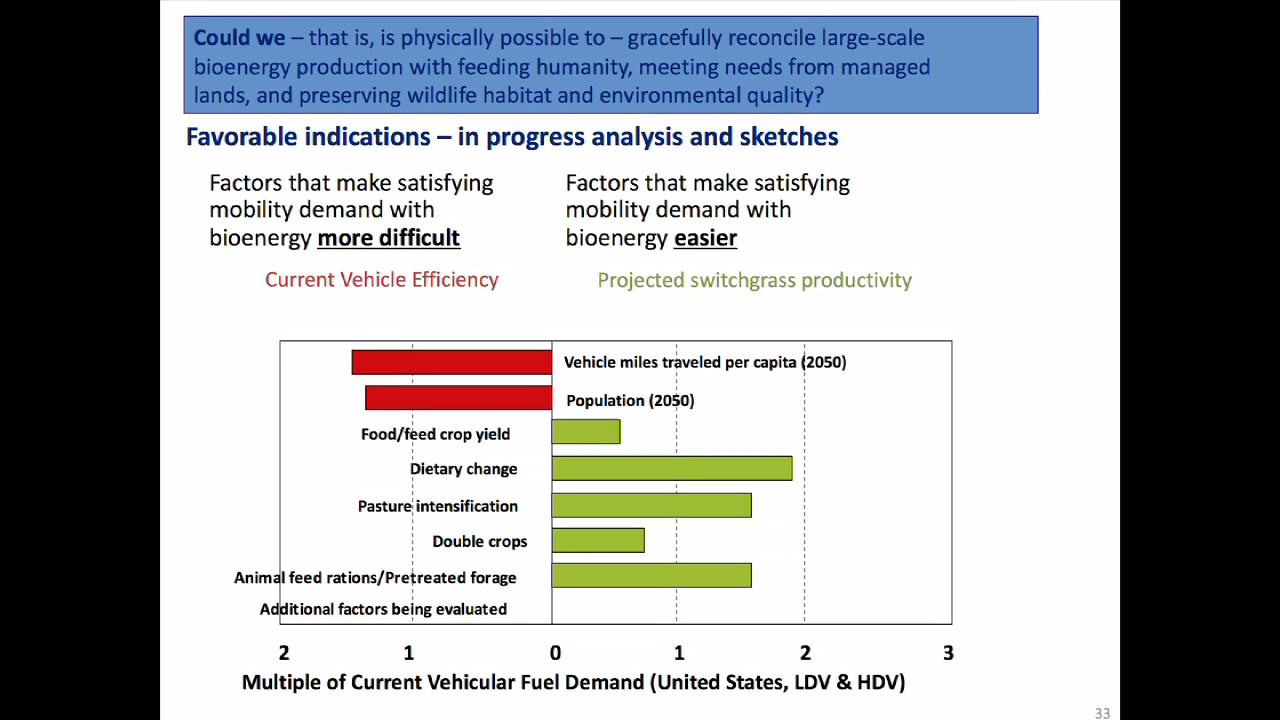 Could we – that is, is physically possible to – gracefully reconcile large-scale
bioenergy production with feeding humanity, meeting needs from managed
lands, and preserving wildlife habitat and environmental quality?
Favorable indications – in progress analysis and sketches
Factors that make satisfying
mobility demand with
bioenergy more difficult
Factors that make satisfying
mobility demand with
bioenergy easier
Current Vehicle Efficiency
Projected switchgrass productivity
Vehicle miles traveled per capita (2050)
Population (2050)
Food/feed crop yield
Dietary change
Pasture intensification
Double crops
Animal feed rations/Pretreated forage
Additional factors being evaluated
2 1 0 1 2 3
Multiple of Current Vehicular Fuel Demand (United States, LDV & HDV)
33